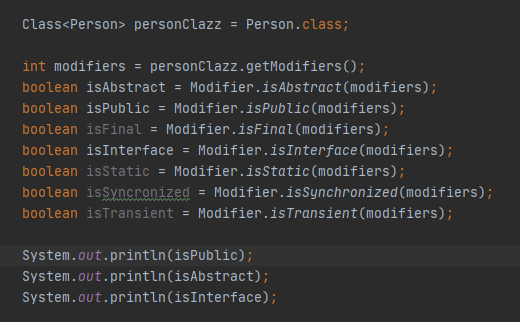 Class<Person> personClazz = Person.class;
int modifiers = personClazz.getModifiers();
boolean isAbstract = Modifier.isAbstract(modifiers);
boolean isPublic = Modifier.isPublic(modifiers);
boolean isFinal = Modifier.isFinal(modifiers);
boolean isInterface = Modifier.isInterface(modifiers);
boolean isStatic = Modifier.isStatic(modifiers);
boolean isSyncronized = Modifier.isSynchronized(modifiers);
boolean isTransient = Modifier.isTransient(modifiers);
System.out.println(isPublic);
System.out.println(isAbstract);
System.out.println(isInterface);